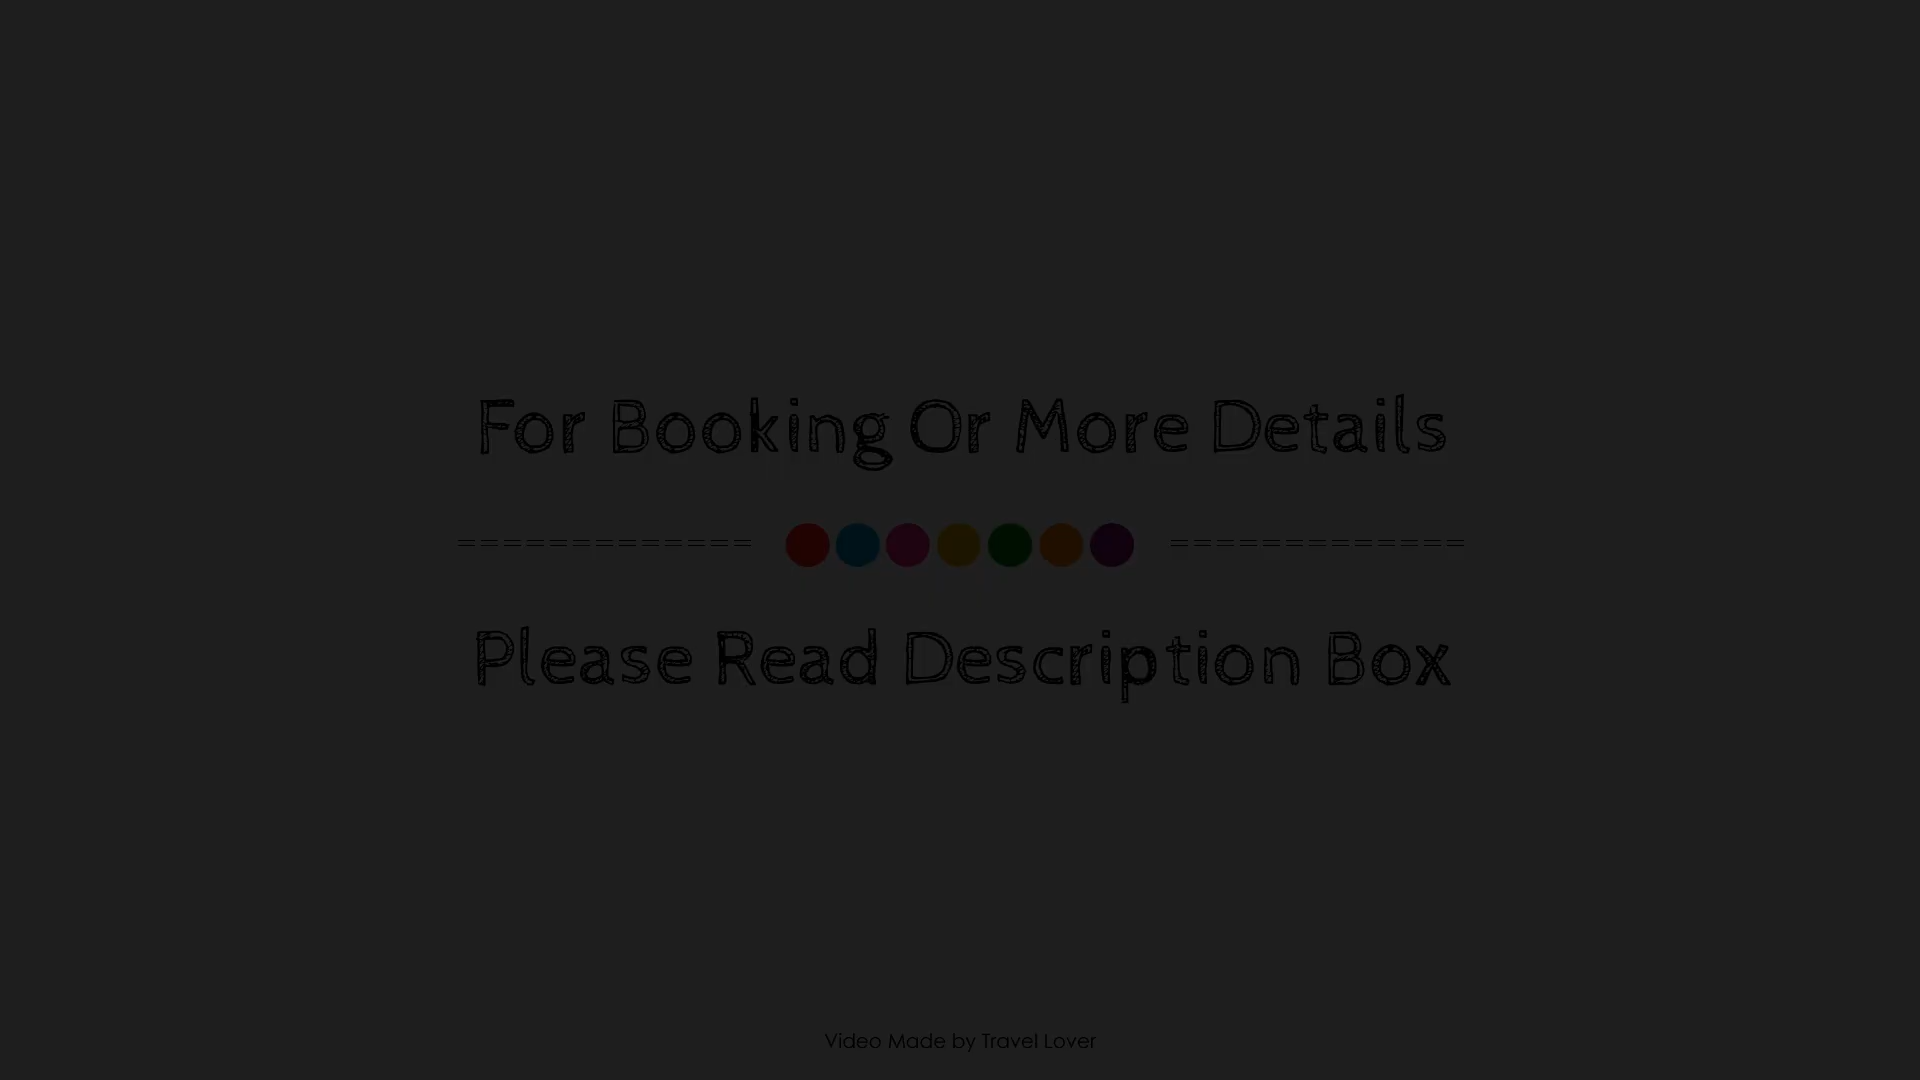 For Booking Or More Details
============= =============
Please Read Description Box
Video Made by Travel Lover